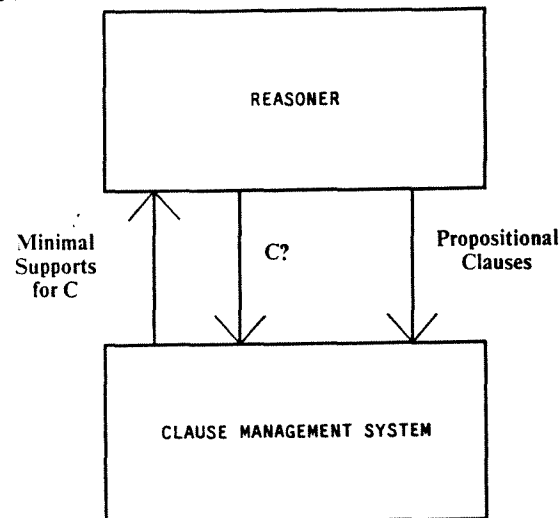 REASONER
Minimal
Supports
for C
C?
Propositional
Clauses
CLAUSE MANAGEMENT SYSTEM